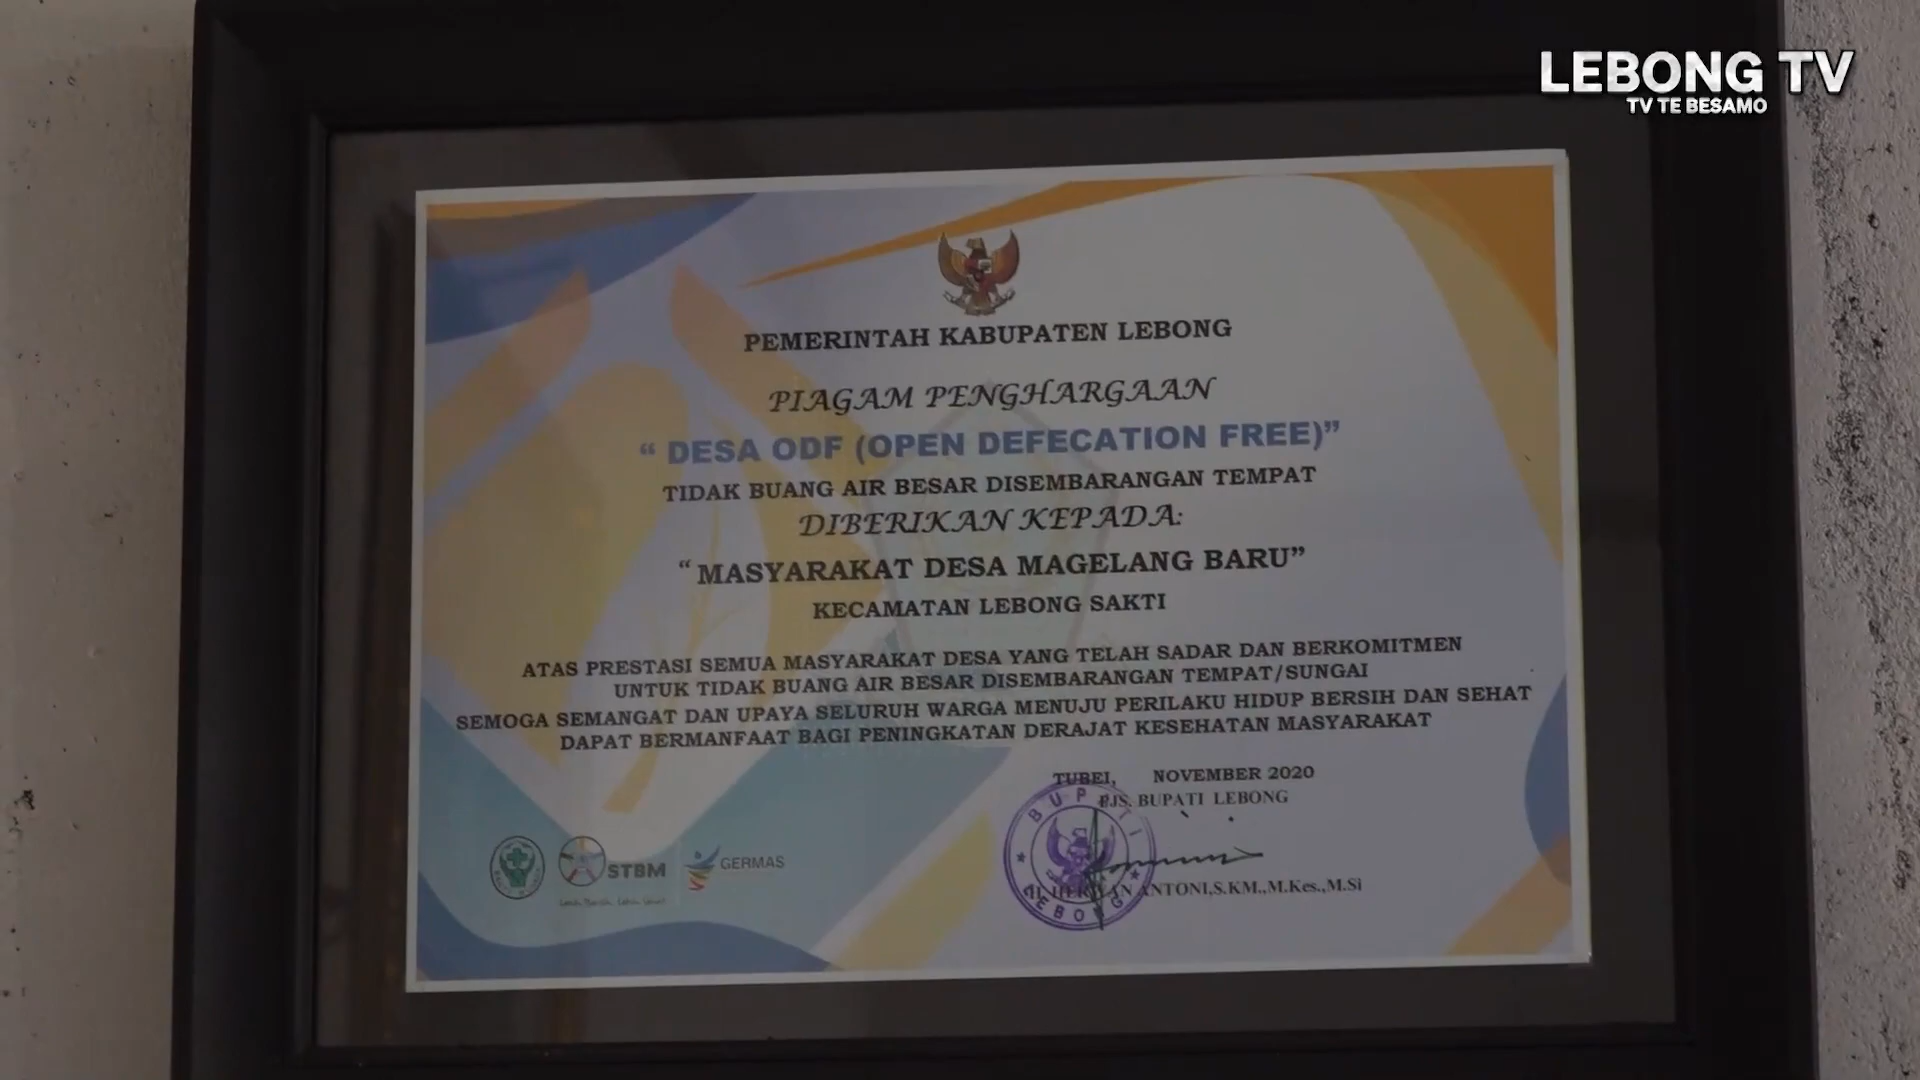 LEBONG TV
TV TE BESAMO
PEMERINTAH KABUPATEN LEBONG
PIAGAM PENGHARGAAN
“ DESA ODF (OPEN DEFECATION FREE)”
TIDAK BUANG AIR BESAR DISEMBARANGAN TEMPAT
DIBERIKAN KEPADA:
“MASYARAKAT DESA MAGELANG BARU”
KECAMATAN LEBONG SAKTI
ATAS PRESTASI SEMUA MASYARAKAT DESA YANG TELAH SADAR DAN BERKOMITMEN
UNTUK TIDAK BUANG AIR BESAR DISEMBARANGAN TEMPAT/SUNGAI
SEMOGA SEMANGAT DAN UPAYA SELURUH WARGA MENUJU PERILAKU HIDUP BERSIH DAN SEHAT
DAPAT BERMANFAAT BAGI PENINGKATAN DERAJAT KESEHATAN MASYARAKAT
TUBEI, NOVEMBER 2020
PJS. BUPATI LEBONG
BUPATI
LEBONG
H. HERWAN ANTONI,S.KM.,M.Kes.,M.Si
STBM
GERMAS